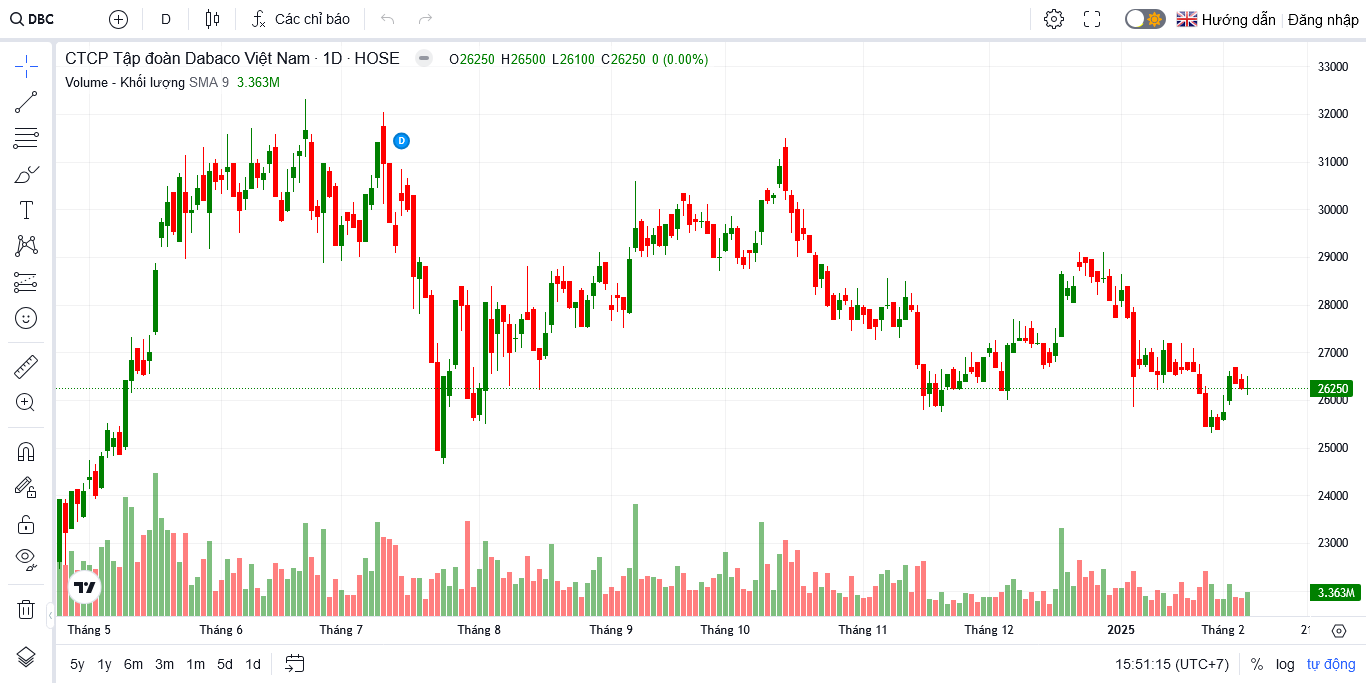 DBC D Các chỉ báo Hướng dẫn Đăng nhập
CTCP Tập đoàn Dabaco Việt Nam · 1D · HOSE O26250 H26500 L26100 C26250 0 (0.00%)
Volume - Khối lượng SMA 9 3.363M
D
33000
32000
31000
30000
29000
28000
27000
26250
26000
25000
24000
23000
3.363M
Tháng 5 Tháng 6 Tháng 7 Tháng 8 Tháng 9 Tháng 10 Tháng 11 Tháng 12 2025 Tháng 2
5y 1y 6m 3m 1m 5d 1d 15:51:15 (UTC+7) % log tự động